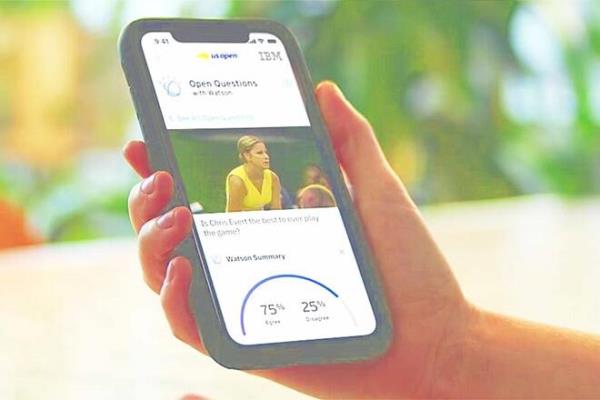 9:41
us open
IBM
Open Questions
with Watson
See All Open Questions
Is Chris Evert the best to ever play
the game?
Watson Summary
75% 25%
Agree Disagree